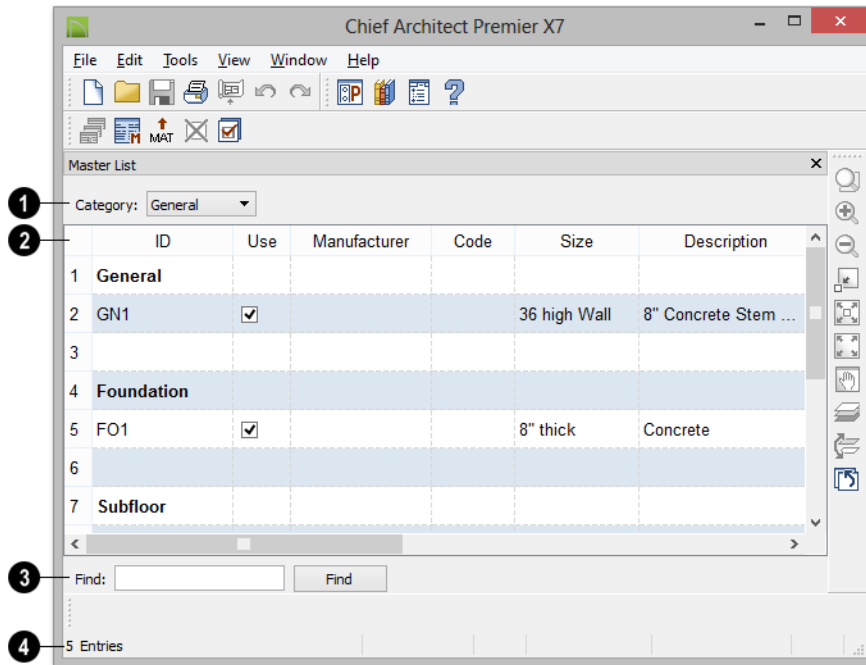 Chief Architect Premier X7
File Edit Tools View Window Help
P
M MAT
Master List
1 Category: General
2 ID Use Manufacturer Code Size Description
1 General
2 GN1 36 high Wall 8" Concrete Stem ...
3
4 Foundation
5 FO1 8" thick Concrete
6
7 Subfloor
3 Find: Find
4 5 Entries